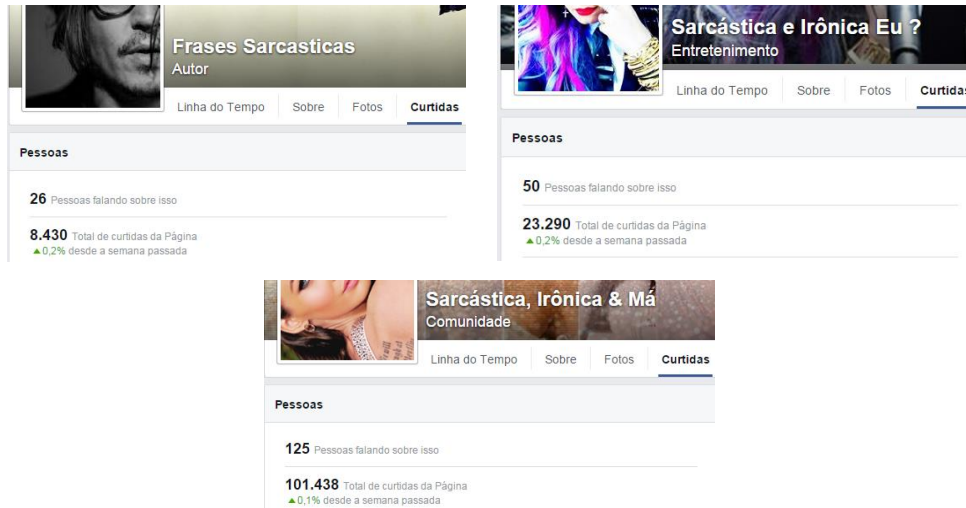 Frases Sarcasticas
Autor
Linha do Tempo Sobre Fotos Curtidas
Pessoas
26 Pessoas falando sobre isso
8.430 Total de curtidas da Página
▲0,2% desde a semana passada
Sarcástica e Irônica Eu ?
Entretenimento
Linha do Tempo Sobre Fotos Curtidas
Pessoas
50 Pessoas falando sobre isso
23.290 Total de curtidas da Página
▲0,2% desde a semana passada
Sarcástica, Irônica & Má
Comunidade
Linha do Tempo Sobre Fotos Curtidas
Pessoas
125 Pessoas falando sobre isso
101.438 Total de curtidas da Página
▲0,1% desde a semana passada